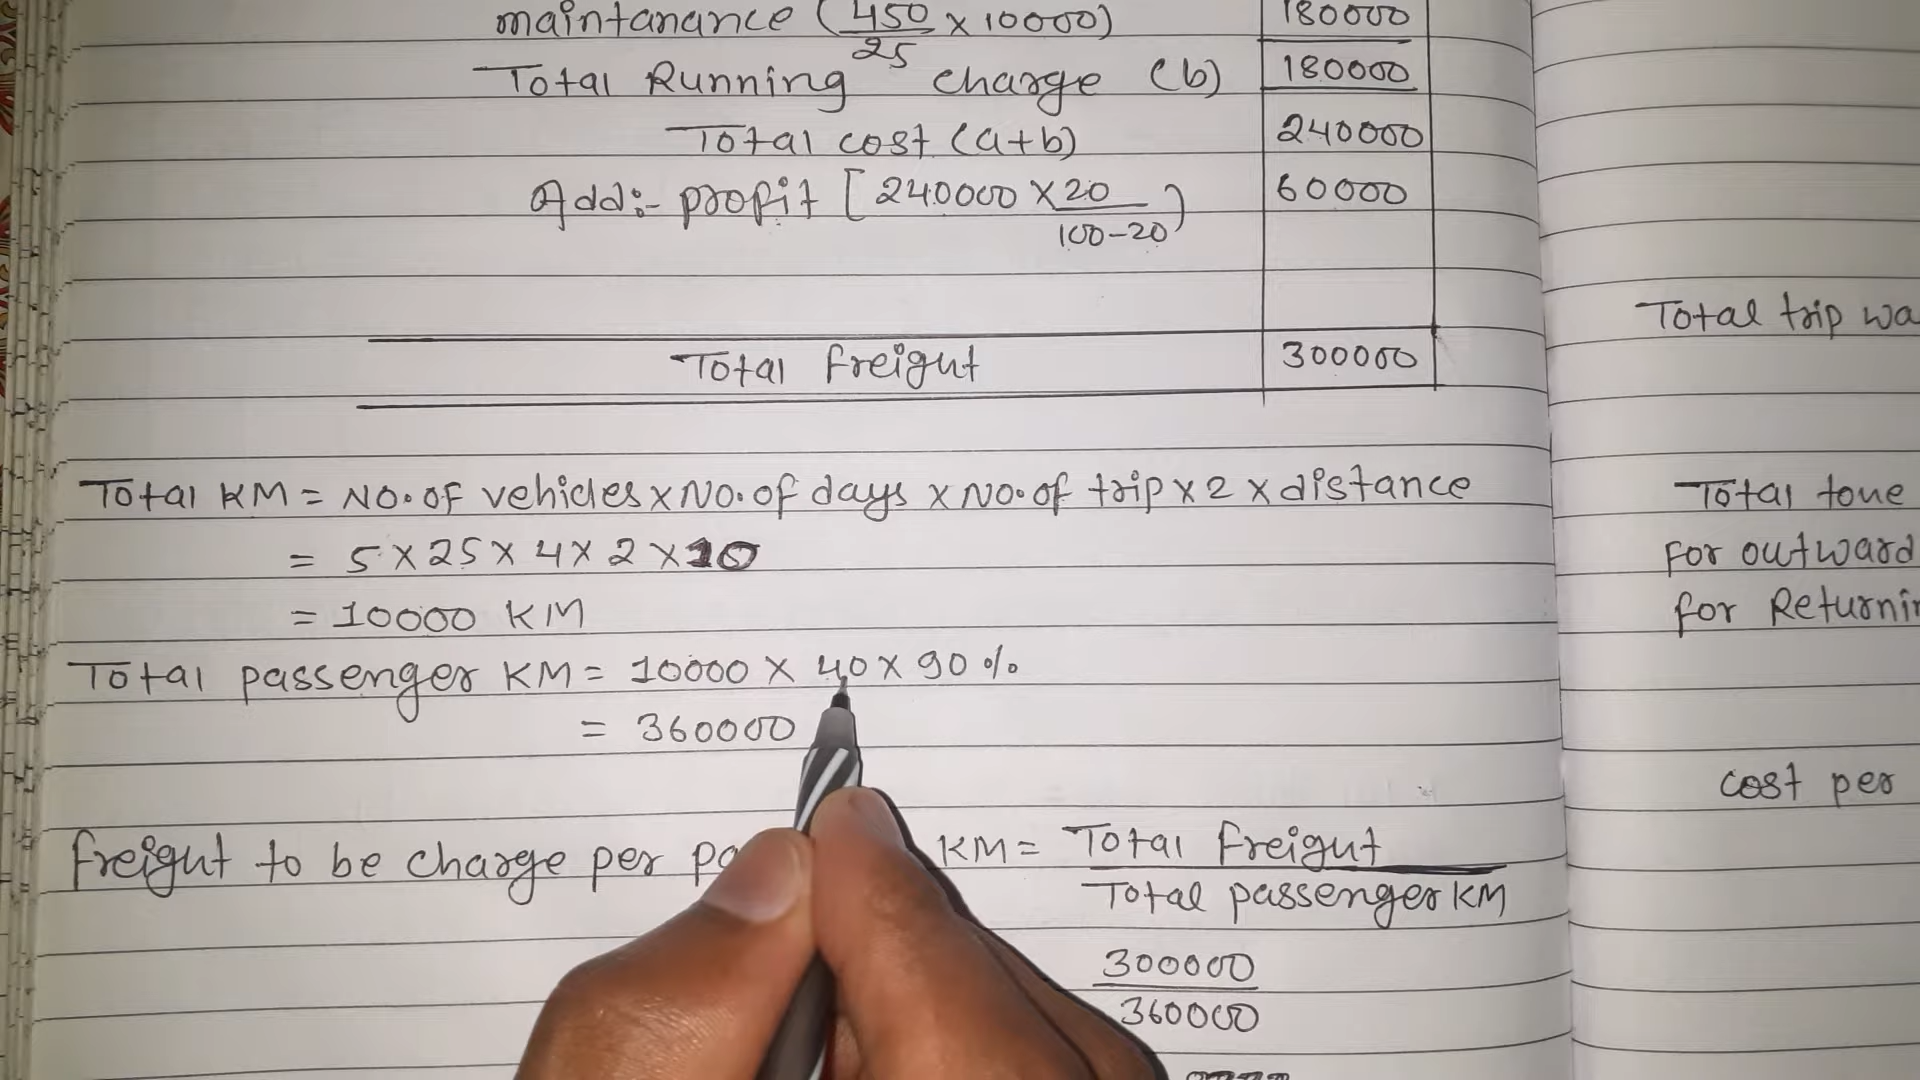 maintanance (450/25 x 10000) 180000
Total Running charge (b) 180000
Total cost (a+b) 240000
Add:- profit [240000 x 20/100-20) 60000
Total freight 300000
Total KM = NO. OF vehicles x NO. of days x NO. of trip x 2 x distance
= 5 x 25 x 4 x 2 x 10
= 10000 KM
Total passenger KM = 10000 x 40 x 90%
= 360000
freight to be charge per KM = Total freight / Total passenger KM
300000
360000
Total trip
Total tone
for outward
for
cost per